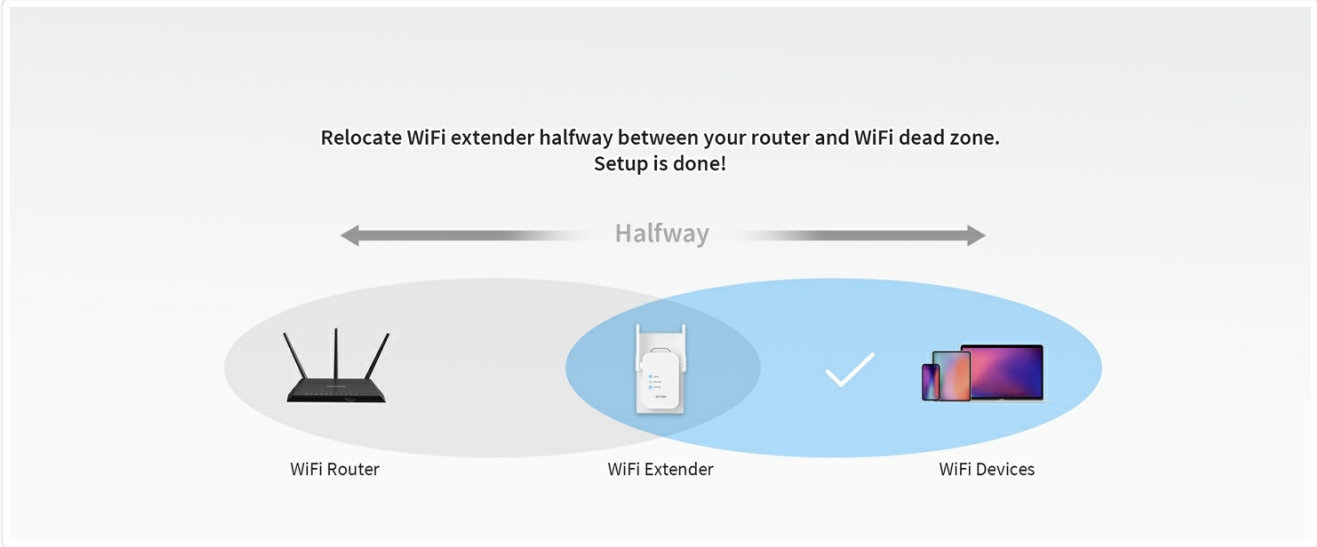 Relocate WiFi extender halfway between your router and WiFi dead zone.
Setup is done!
Halfway
WiFi Router
WiFi Extender
WiFi Devices